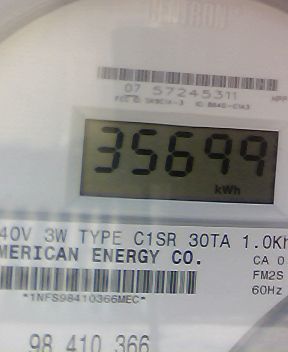 07 57245311
35699
kWh
40V 3W TYPE C1SR 30TA 1.0Kh
MERICAN ENERGY CO.
CA 0
FM2S
60Hz
*1NFS98410366MEC*
98 410 366